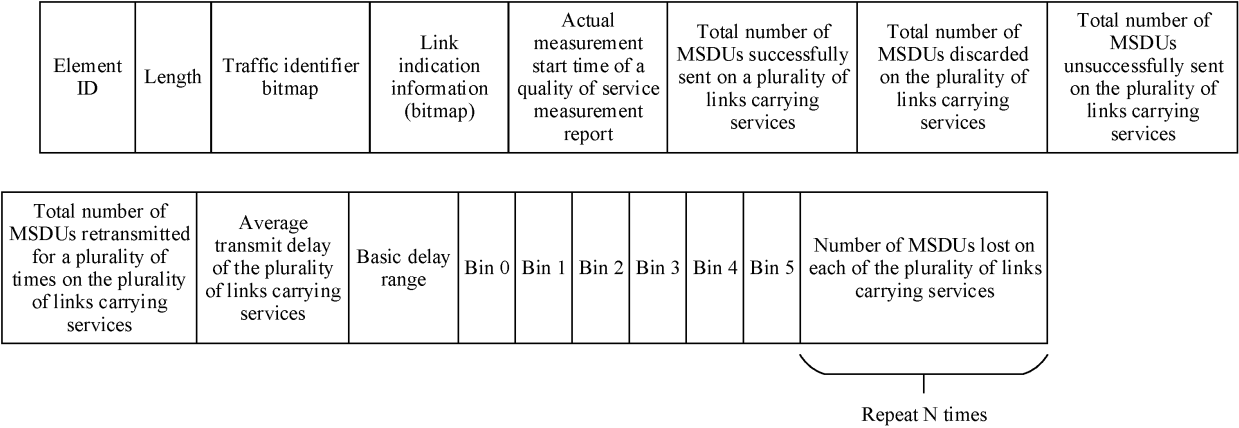 Element
ID
Length
Traffic identifier
bitmap
Link
indication
information
(bitmap)
Actual
measurement
start time of a
quality of service
measurement
report
Total number of
MSDUs successfully
sent on a plurality of
links carrying
services
Total number of
MSDUs discarded
on the plurality of
links carrying
services
Total number of
MSDUs
unsuccessfully sent
on the plurality of
links carrying
services
Total number of
MSDUs retransmitted
for a plurality of
times on the plurality
of links carrying
services
Average
transmit delay
of the plurality
of links carrying
services
Basic delay
range
Bin 0
Bin 1
Bin 2
Bin 3
Bin 4
Bin 5
Number of MSDUs lost on
each of the plurality of links
carrying services
Repeat N times